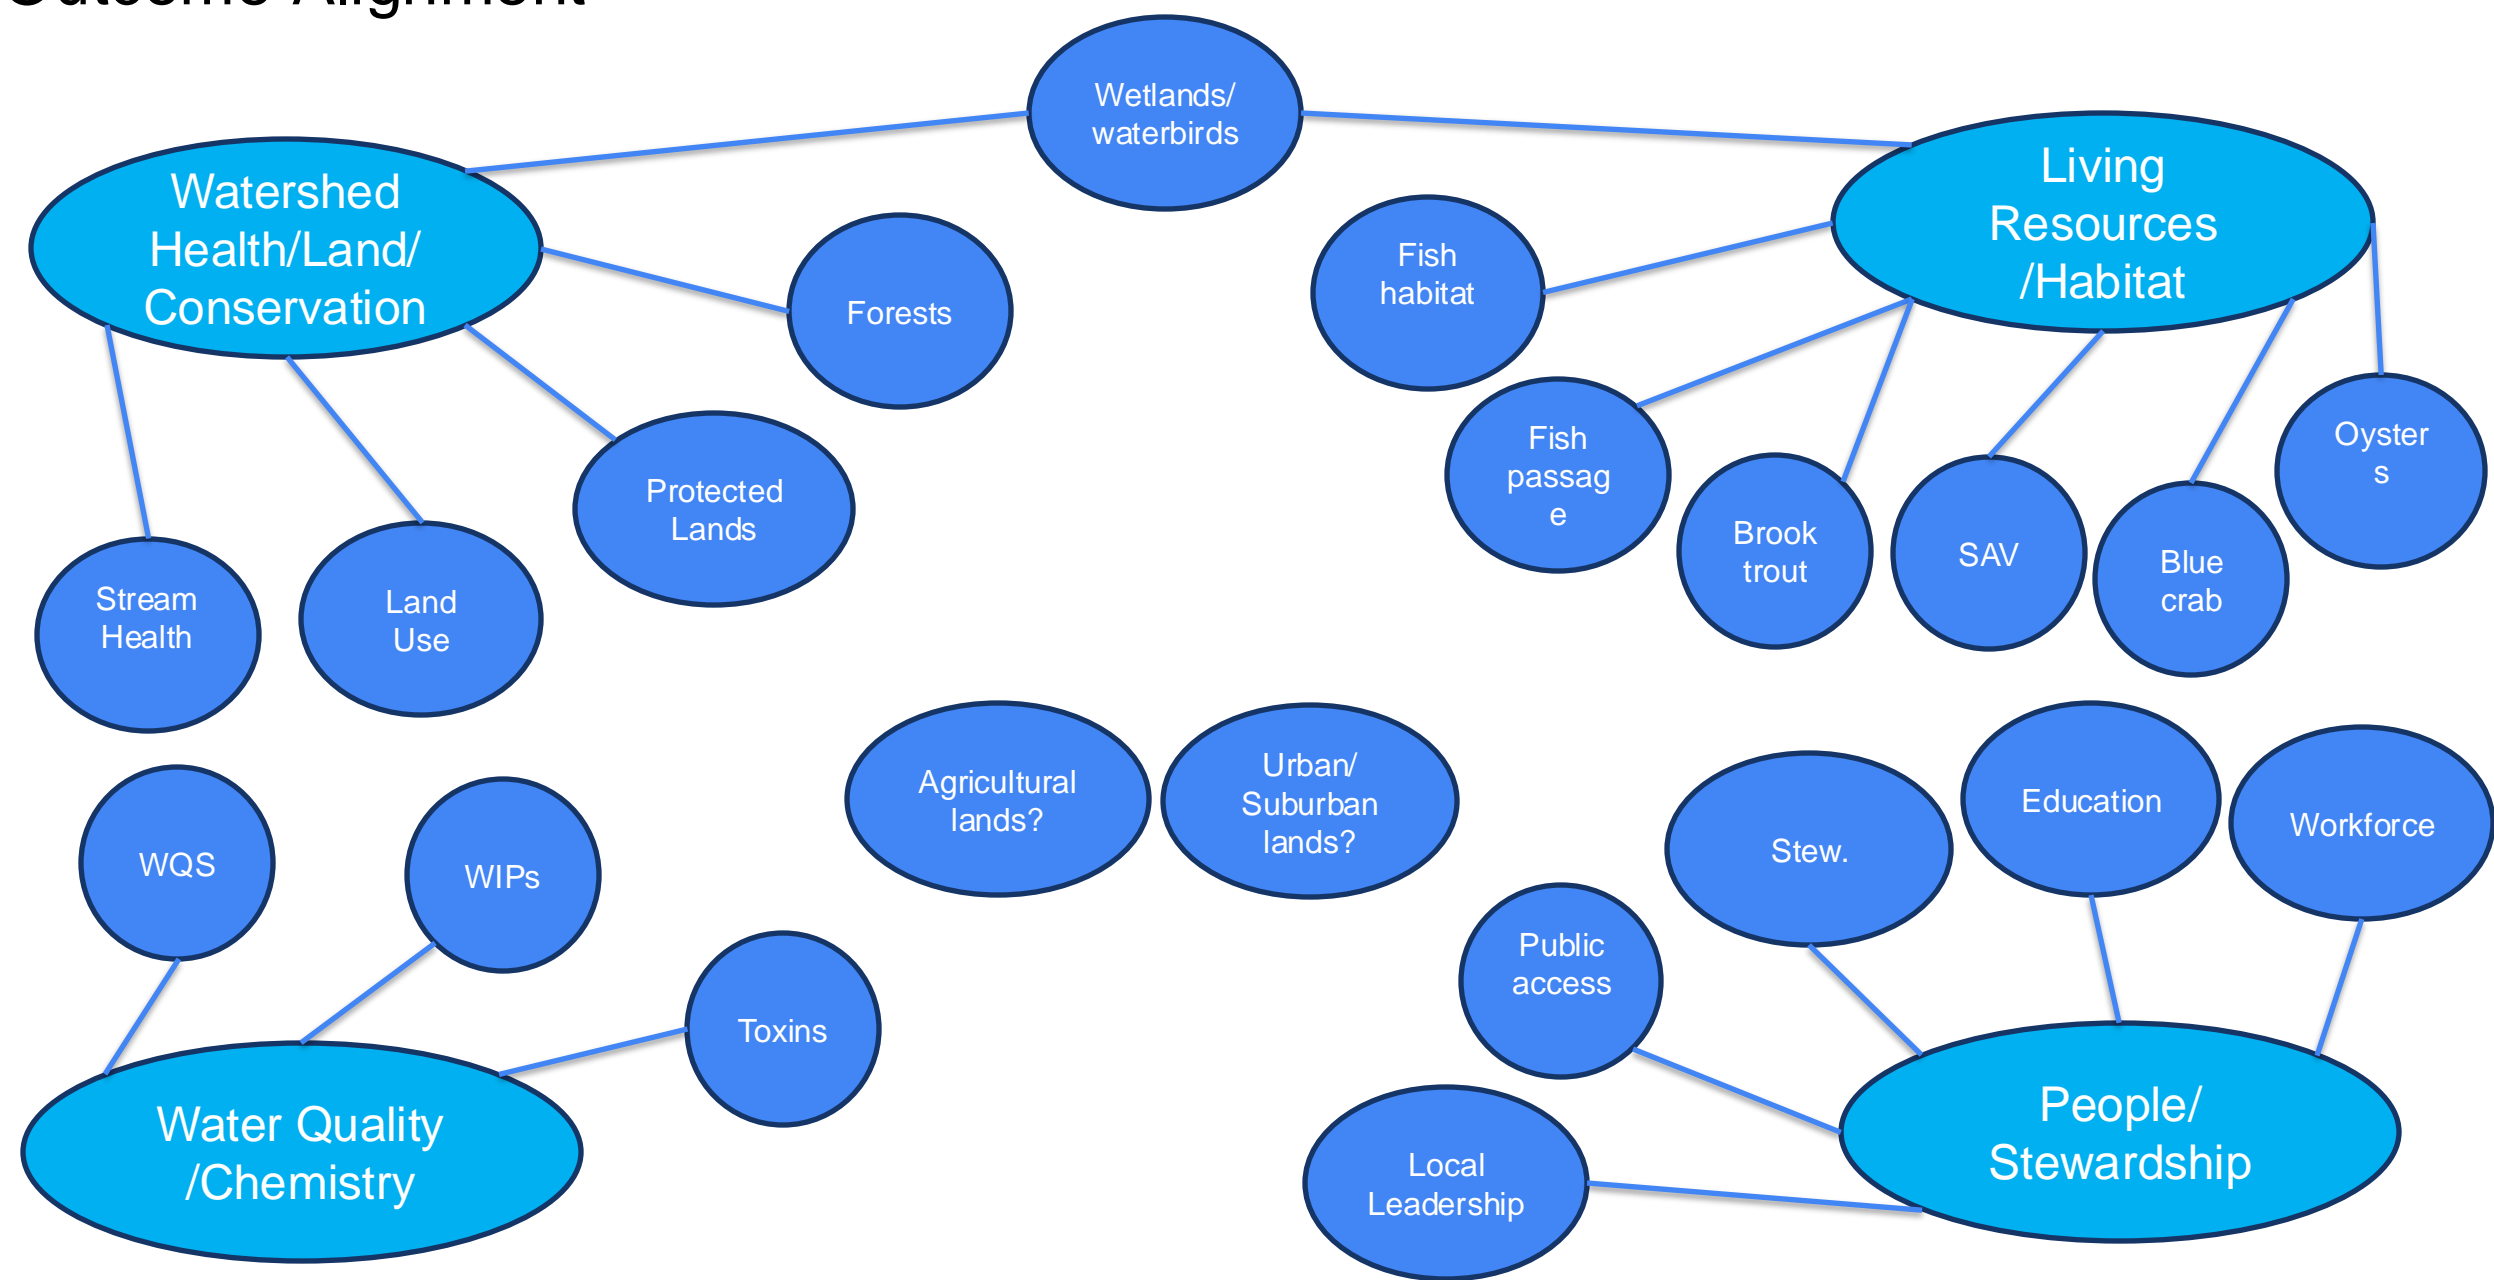 Outcome Alignment
Wetlands/
waterbirds
Watershed
Health/Land/
Conservation
Living
Resources
/Habitat
Forests
Fish
habitat
Protected
Lands
Fish
passag
e
Brook
trout
SAV
Blue
crab
Oyster
s
Stream
Health
Land
Use
WQS
WIPs
Agricultural
lands?
Urban/
Suburban
lands?
Stew.
Education
Workforce
Toxins
Public
access
Water Quality
/Chemistry
Local
Leadership
People/
Stewardship